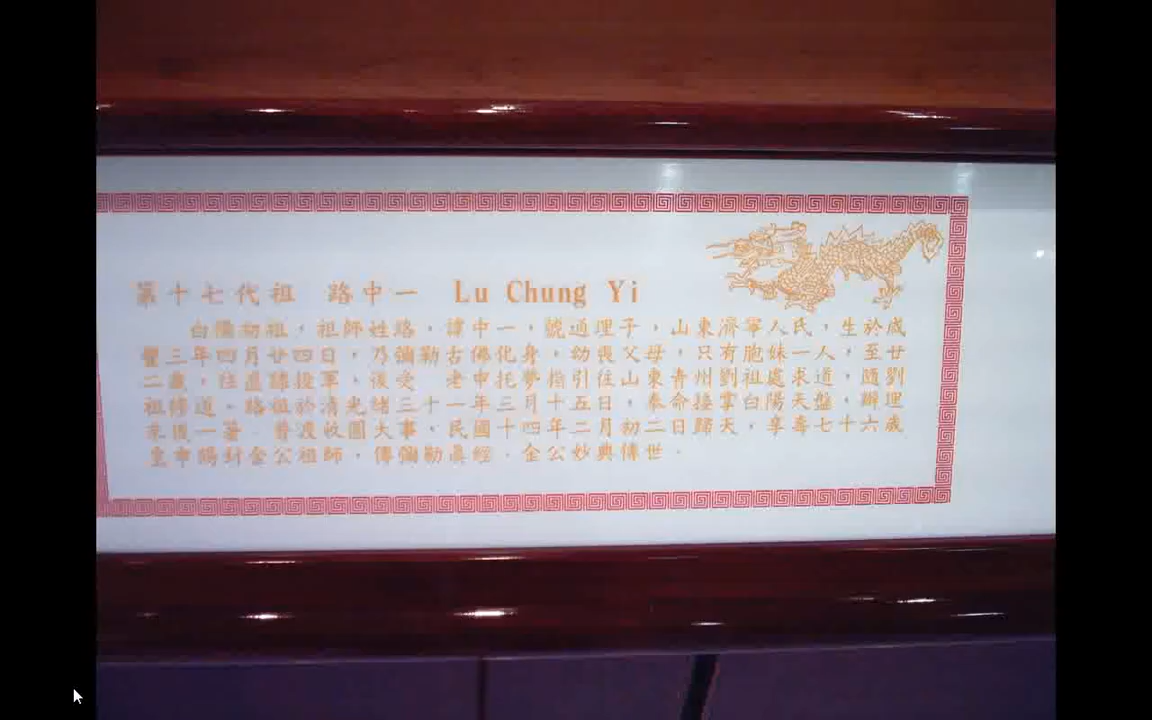 第十七代祖 路中一 Lu Chung Yi
白陽初祖，祖師姓路，諱中一，號通理子，山東濟寧人民，生於咸
豐三年四月廿四日，乃彌勒古佛化身，幼喪父母，只有胞妹一人，至廿
二歲，往直隸投軍，後受 老中托夢指引往山東青州劉祖處求道，隨劉
祖修道。路祖於清光緒三十一年三月十五日，奉命接掌白陽天盤，辦理
末後一著，普渡收圓大事，民國十四年二月初二日歸天，享壽七十六歲
皇申錫封金公祖師，傳彌勒真經．金公妙典傳世．